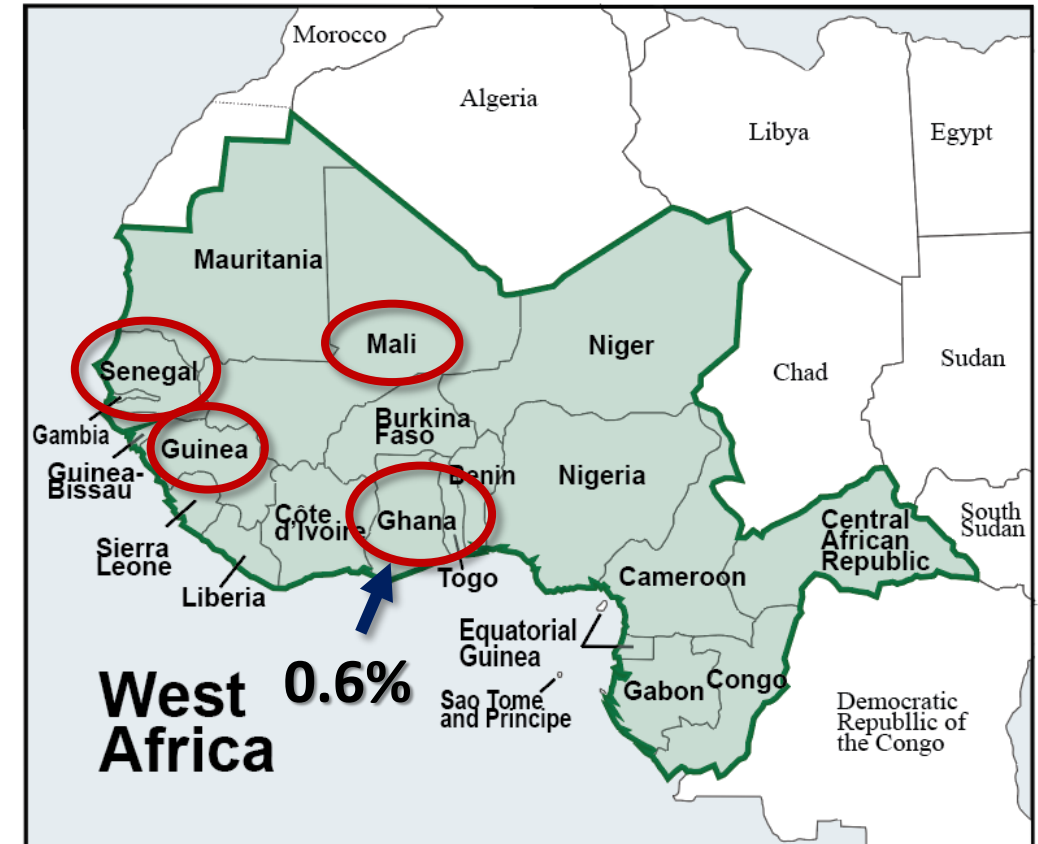 Morocco
Algeria
Libya
Egypt
Mauritania
Mali
Niger
Chad
Sudan
Senegal
Gambia
Guinea
Guinea-
Bissau
Burkina
Faso
Benin
Nigeria
Côte
d'Ivoire
Ghana
Togo
Sierra
Leone
Liberia
Central
African
Republic
South
Sudan
Cameroon
Equatorial
Guinea
Sao Tome
and Principe
Gabon
Congo
Democratic
Republlic of
the Congo
0.6%
West
Africa